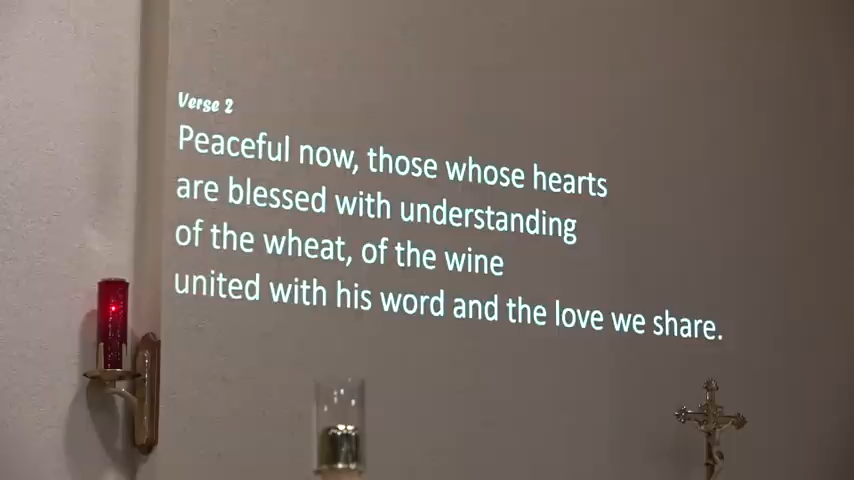 Verse 2
Peaceful now, those whose hearts
are blessed with understanding
of the wheat, of the wine
united with his word and the love we share.